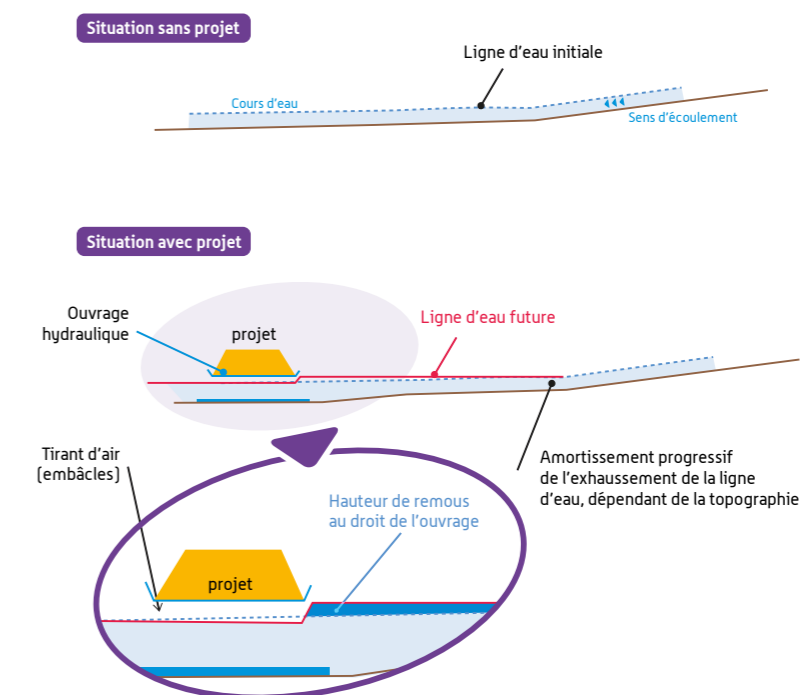 Situation sans projet
Ligne d'eau initiale
Cours d'eau
Sens d'écoulement
Situation avec projet
Ouvrage
hydraulique
projet
Ligne d'eau future
Tirant d'air
(embâcles)
Amortissement progressif
de l'exhaussement de la ligne
d'eau, dépendant de la topographie
Hauteur de remous
au droit de l'ouvrage
projet